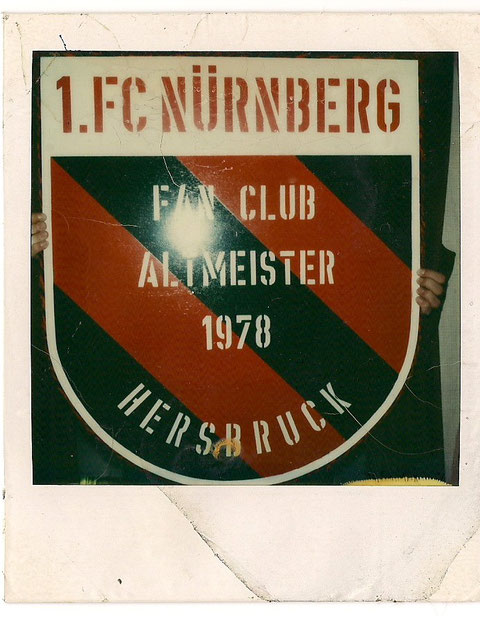 1.FC NÜRNBERG
FAN CLUB
ALTMEISTER
1978
HERSBRUCK